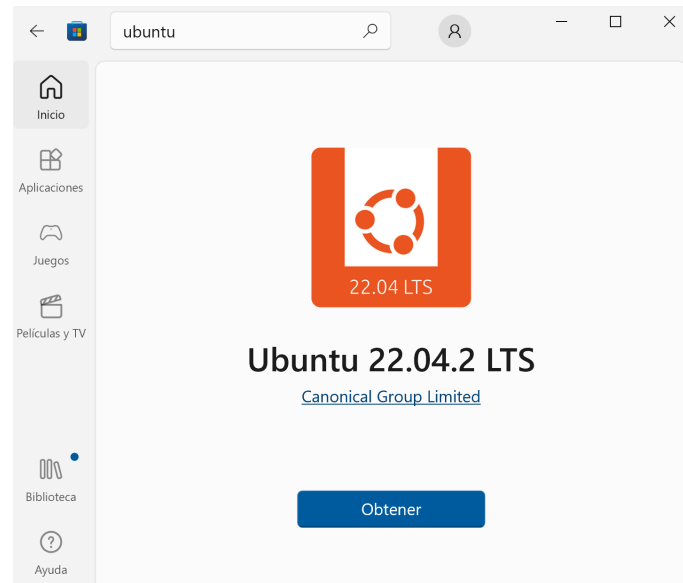 ubuntu
Inicio
Aplicaciones
Juegos
Películas y TV
22.04 LTS
Ubuntu 22.04.2 LTS
Canonical Group Limited
Obtener
Biblioteca
Ayuda